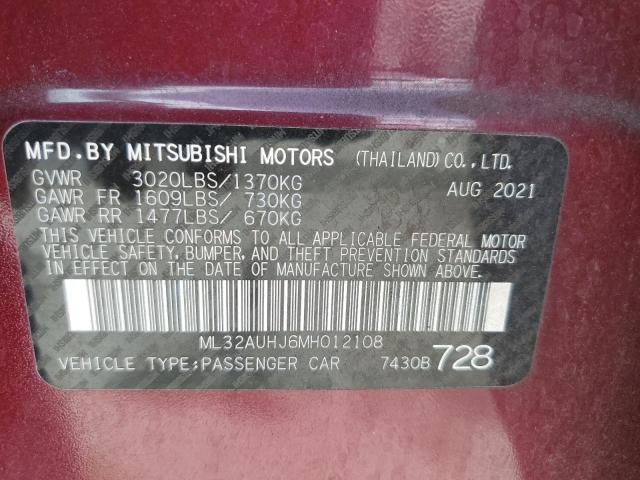 MFD.BY MITSUBISHI MOTORS (THAILAND)CO.,LTD.
GVWR 3020LBS/1370KG AUG 2021
GAWR FR 1609LBS/ 730KG
GAWR RR 1477LBS/ 670KG
THIS VEHICLE CONFORMS TO ALL APPLICABLE FEDERAL MOTOR
VEHICLE SAFETY, BUMPER, AND THEFT PREVENTION STANDARDS
IN EFFECT ON THE DATE OF MANUFACTURE SHOWN ABOVE.
ML32AUHJ6MH012108
VEHICLE TYPE;PASSENGER CAR 7430B 728